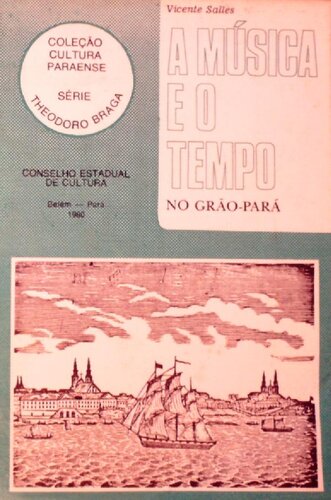 Vicente Salles
COLEÇÃO
CULTURA
PARAENSE
SÉRIE
THEODORO BRAGA
CONSELHO ESTADUAL
DE CULTURA
Belém — Pará
1980
A MÚSICA
E O
TEMPO
NO GRÃO-PARÁ